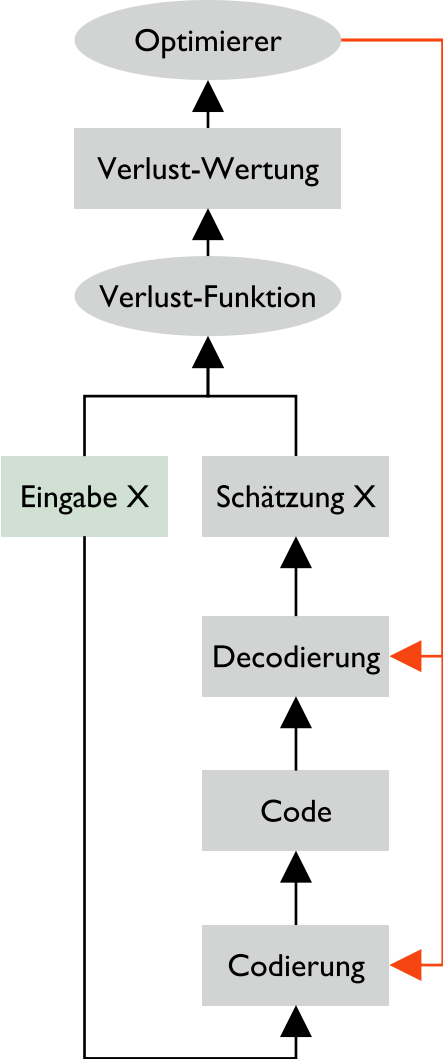 Optimierer
Verlust-Wertung
Verlust-Funktion
Eingabe X
Schätzung X
Decodierung
Code
Codierung